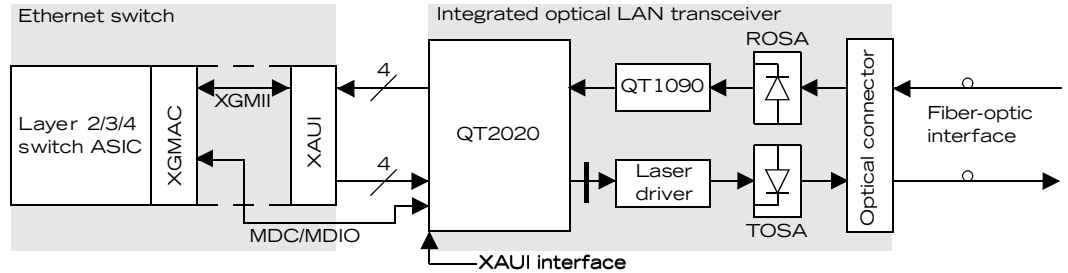 Ethernet switch
Integrated optical LAN transceiver
ROSA
4
XGMII
QT1090
Layer 2/3/4
switch ASIC
XGMAC
XAUI
QT2020
Optical connector
Fiber-optic
interface
4
Laser
driver
MDC/MDIO
TOSA
XAUI interface